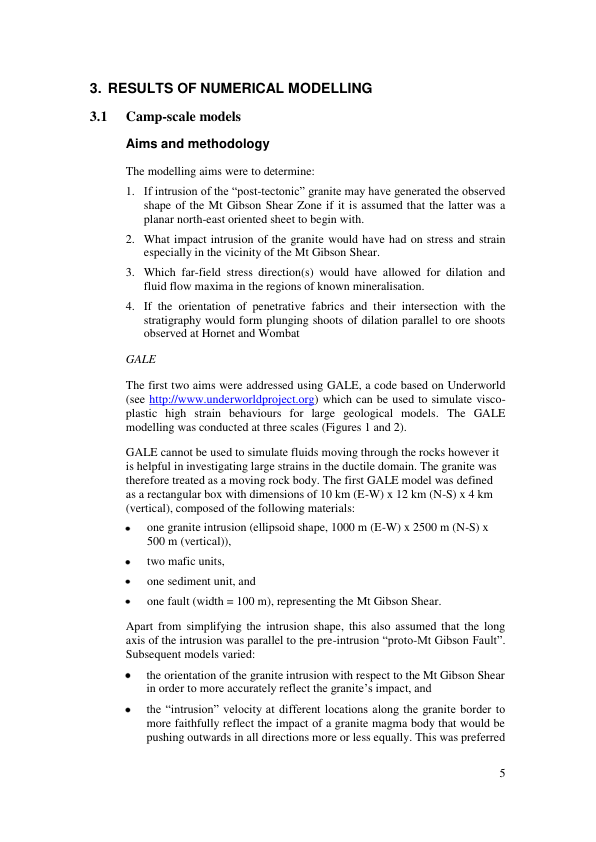 3. RESULTS OF NUMERICAL MODELLING
3.1 Camp-scale models
Aims and methodology
The modelling aims were to determine:
1. If intrusion of the “post-tectonic” granite may have generated the observed
shape of the Mt Gibson Shear Zone if it is assumed that the latter was a
planar north-east oriented sheet to begin with.
2. What impact intrusion of the granite would have had on stress and strain
especially in the vicinity of the Mt Gibson Shear.
3. Which far-field stress direction(s) would have allowed for dilation and
fluid flow maxima in the regions of known mineralisation.
4. If the orientation of penetrative fabrics and their intersection with the
stratigraphy would form plunging shoots of dilation parallel to ore shoots
observed at Hornet and Wombat
GALE
The first two aims were addressed using GALE, a code based on Underworld
(see http://www.underworldproject.org) which can be used to simulate visco-
plastic high strain behaviours for large geological models. The GALE
modelling was conducted at three scales (Figures 1 and 2).
GALE cannot be used to simulate fluids moving through the rocks however it
is helpful in investigating large strains in the ductile domain. The granite was
therefore treated as a moving rock body. The first GALE model was defined
as a rectangular box with dimensions of 10 km (E-W) x 12 km (N-S) x 4 km
(vertical), composed of the following materials:
• one granite intrusion (ellipsoid shape, 1000 m (E-W) x 2500 m (N-S) x
500 m (vertical)),
• two mafic units,
• one sediment unit, and
• one fault (width = 100 m), representing the Mt Gibson Shear.
Apart from simplifying the intrusion shape, this also assumed that the long
axis of the intrusion was parallel to the pre-intrusion “proto-Mt Gibson Fault”.
Subsequent models varied:
• the orientation of the granite intrusion with respect to the Mt Gibson Shear
in order to more accurately reflect the granite’s impact, and
• the “intrusion” velocity at different locations along the granite border to
more faithfully reflect the impact of a granite magma body that would be
pushing outwards in all directions more or less equally. This was preferred
5